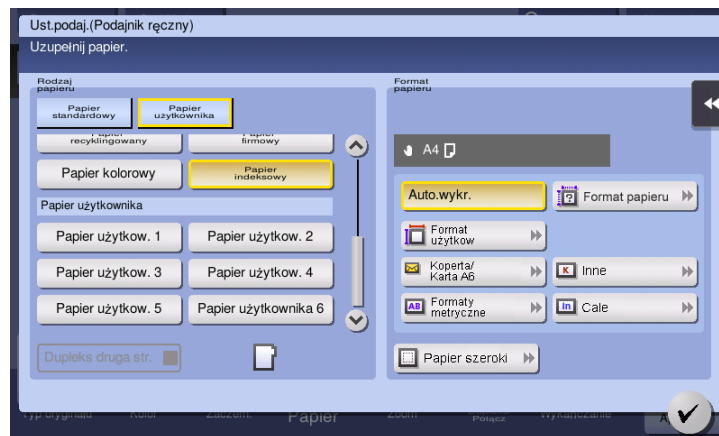 Ust.podaj.(Podajnik ręczny)
Uzupełnij papier.
Rodzaj
papieru
Papier
standardowy
Papier
użytkownika
Papier
recyklingowany
Papier
firmowy
Papier kolorowy
Papier
indeksowy
Papier użytkownika
Papier użytkow. 1
Papier użytkow. 2
Papier użytkow. 3
Papier użytkow. 4
Papier użytkow. 5
Papier użytkownika 6
Dupleks druga str.
Format
papieru
A4
Auto.wykr.
? Format papieru
Format
użytkow
Koperta/
Karta A6
K Inne
AB Formaty
metryczne
In Cale
Papier szeroki
Typ oryginału Kolor Zaczern. Papier Zoom Połącz Wykańczanie